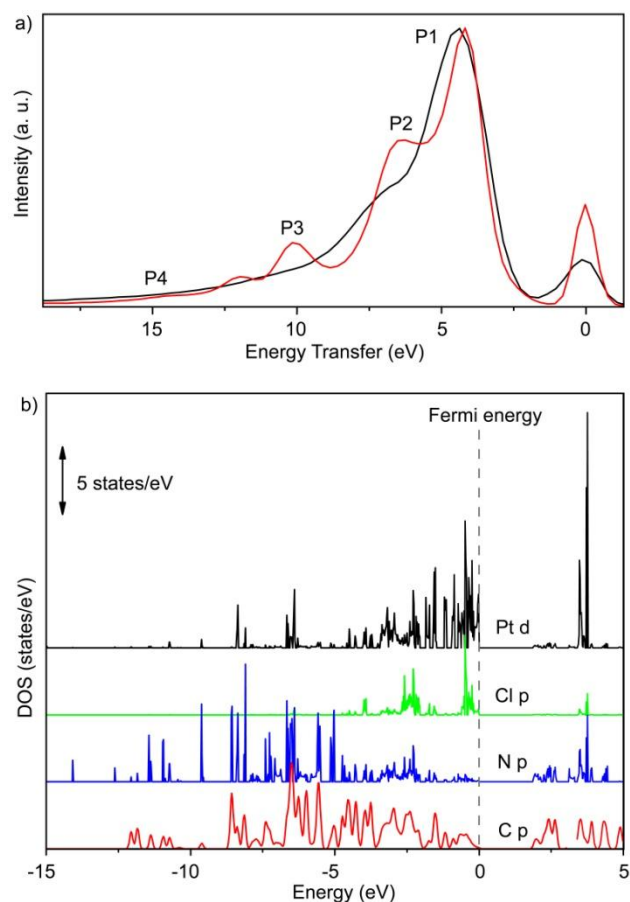 a)
P1
P2
P3
P4
Intensity (a. u.)
15
10
5
0
Energy Transfer (eV)
b)
Fermi energy
5 states/eV
Pt d
Cl p
N p
C p
DOS (states/eV)
-15
-10
-5
0
5
Energy (eV)